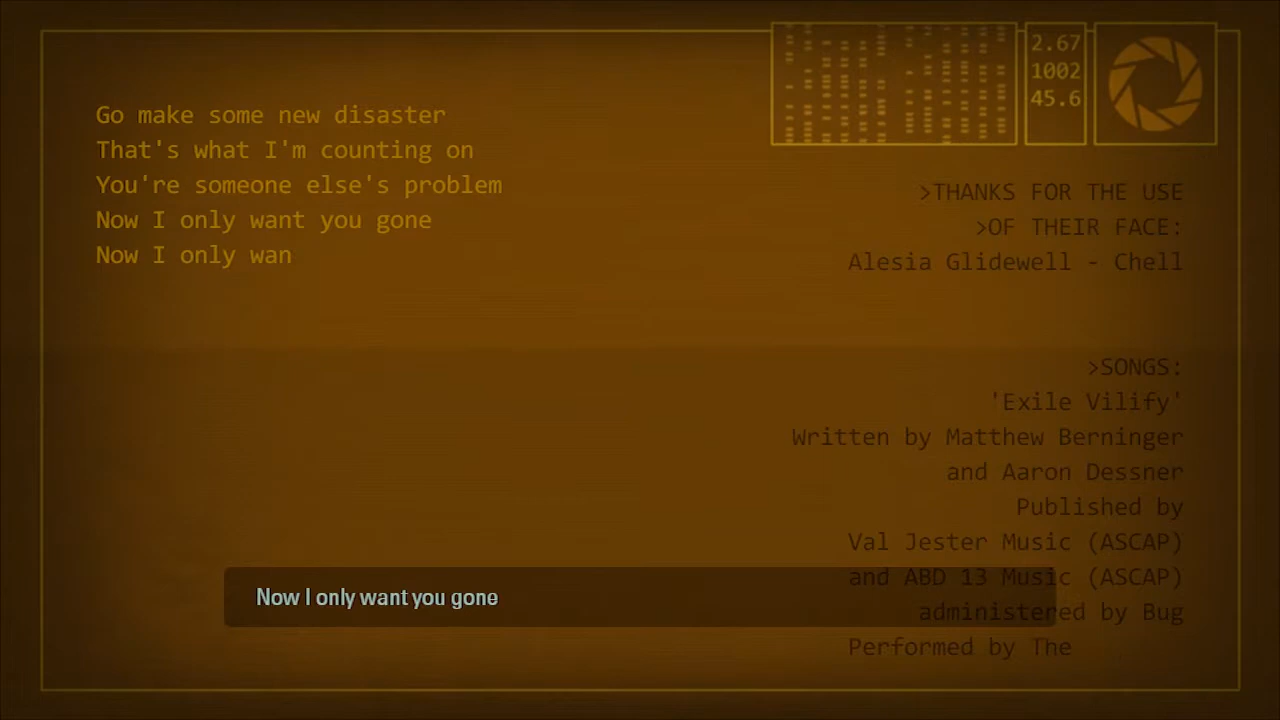 Go make some new disaster
That's what I'm counting on
You're someone else's problem
Now I only want you gone
Now I only wan
2.67
1002
45.6
>THANKS FOR THE USE
>OF THEIR FACE:
Alesia Glidewell - Chell
>SONGS:
'Exile Vilify'
Written by Matthew Berninger
and Aaron Dessner
Published by
Val Jester Music (ASCAP)
and ABD 13 Music (ASCAP)
administered by Bug
Performed by The
Now I only want you gone